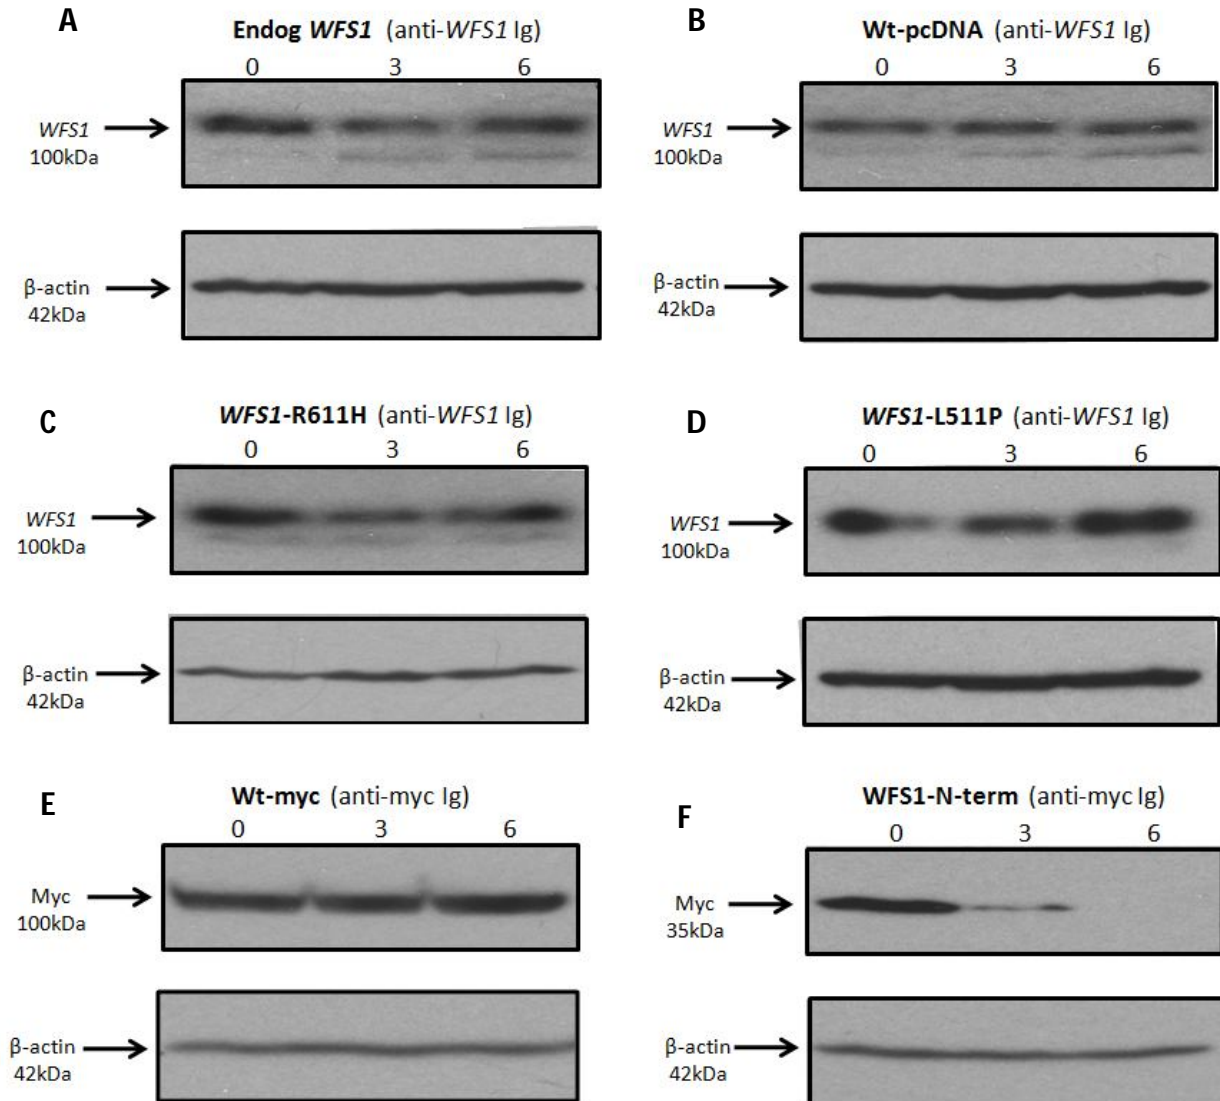 A
Endog WFS1 (anti-WFS1 Ig)
0 3 6
WFS1
100kDa
β-actin
42kDa
B
Wt-pcDNA (anti-WFS1 Ig)
0 3 6
WFS1
100kDa
β-actin
42kDa
C
WFS1-R611H (anti-WFS1 Ig)
0 3 6
WFS1
100kDa
β-actin
42kDa
D
WFS1-L511P (anti-WFS1 Ig)
0 3 6
WFS1
100kDa
β-actin
42kDa
E
Wt-myc (anti-myc Ig)
0 3 6
Myc
100kDa
β-actin
42kDa
F
WFS1-N-term (anti-myc Ig)
0 3 6
Myc
35kDa
β-actin
42kDa